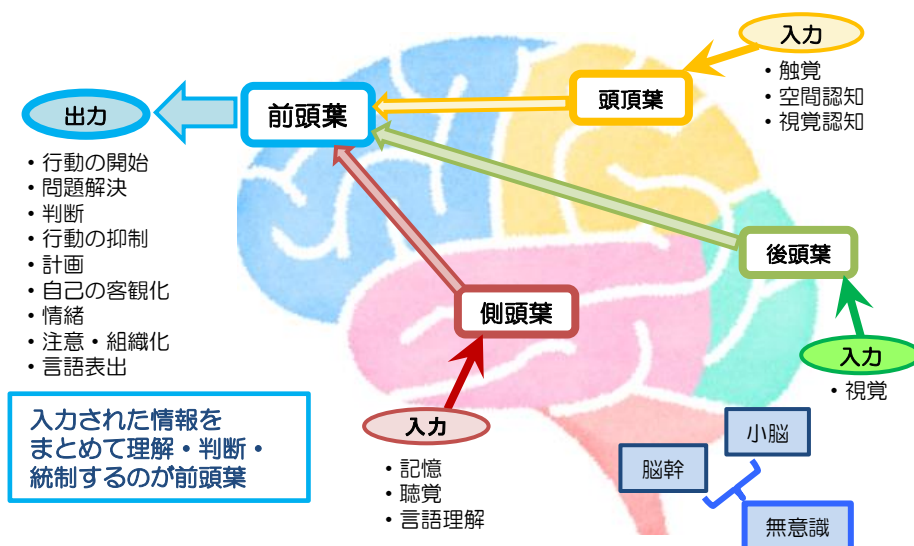 入力
・触覚
・空間認知
・視覚認知
頭頂葉
前頭葉
出力
・行動の開始
・問題解決
・判断
・行動の抑制
・計画
・自己の客観化
・情緒
・注意・組織化
・言語表出
後頭葉
入力
・視覚
側頭葉
入力
・記憶
・聴覚
・言語理解
入力された情報を
まとめて理解・判断・
統制するのが前頭葉
小脳
脳幹
無意識